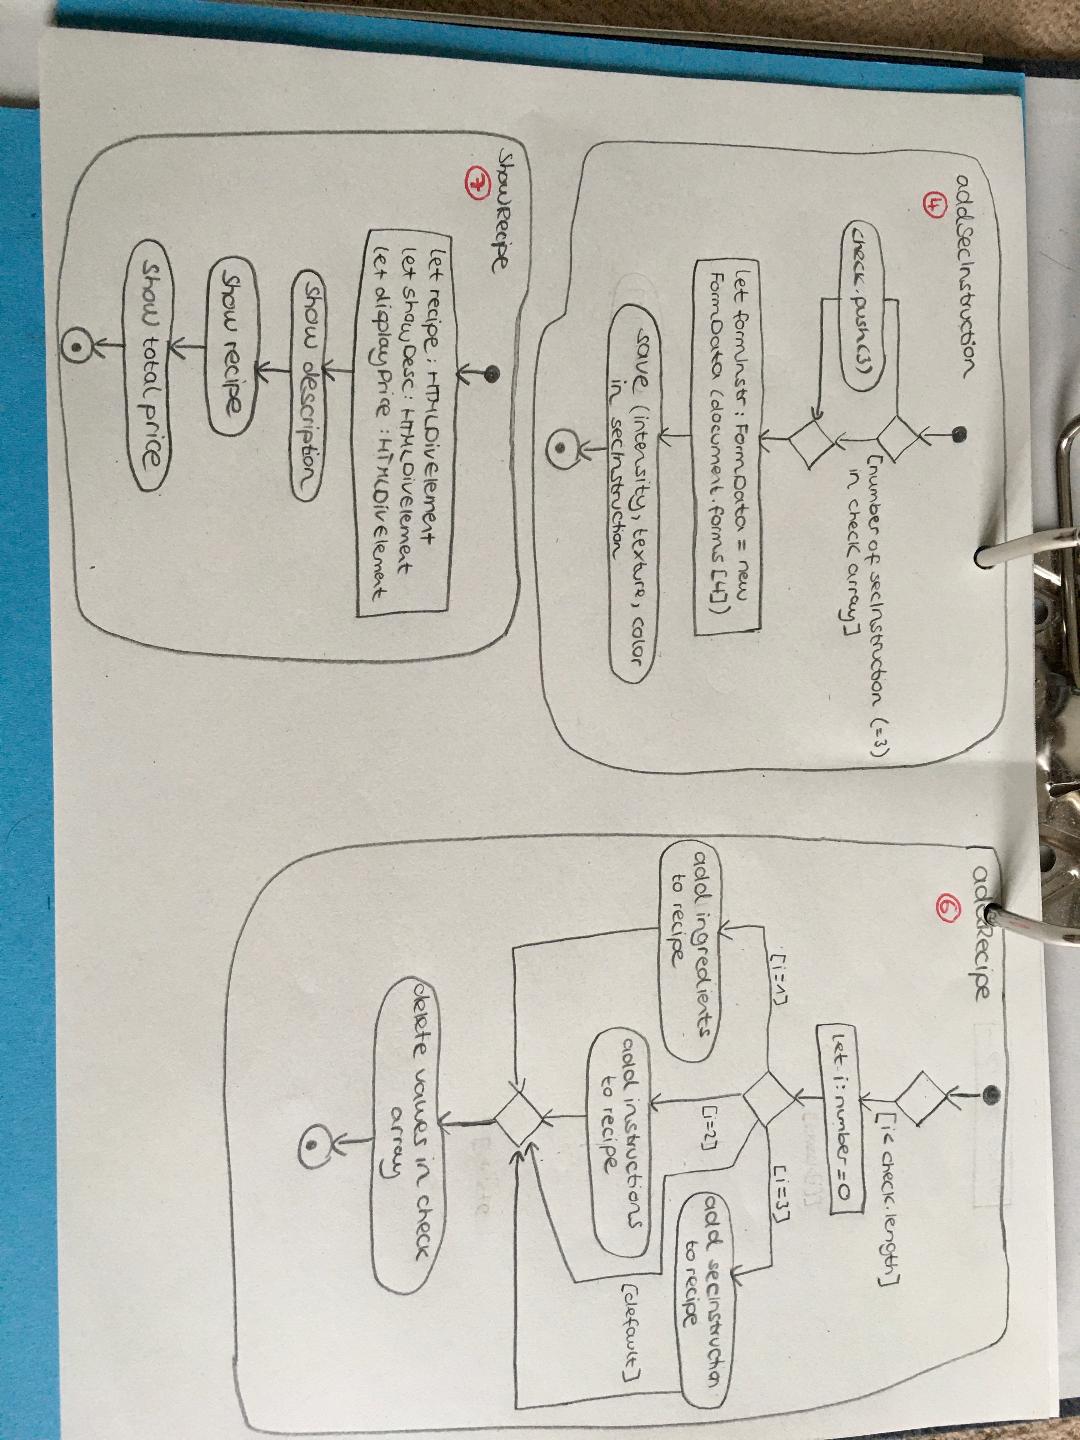 addSecInstruction
4
check.push(3)
[number of secInstruction (=3)
in check array]
let formInstr : FormData = new
FormData (document.forms [4])
save (intensity, texture, color
in secInstruction
showRecipe
7
let recipe : HTMLDivElement
let showDesc : HTMLDivElement
let displayPrice : HTMLDivElement
show description
show recipe
show total price
addRecipe
6
[i< check.length]
let i : number = 0
[i=1]
[i=3]
[i=2]
add ingredients
to recipe
add secInstruction
to recipe
add instructions
to recipe
[default]
delete values in check
array